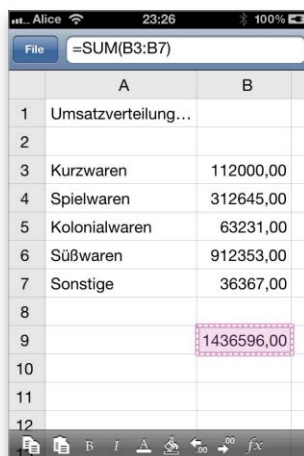 Alice 23:26 100%
File =SUM(B3:B7)
A B
1 Umsatzverteilung...
2
3 Kurzwaren 112000,00
4 Spielwaren 312645,00
5 Kolonialwaren 63231,00
6 Süßwaren 912353,00
7 Sonstige 36367,00
8
9 1436596,00
10
11
12
B I A .00 .00 fx